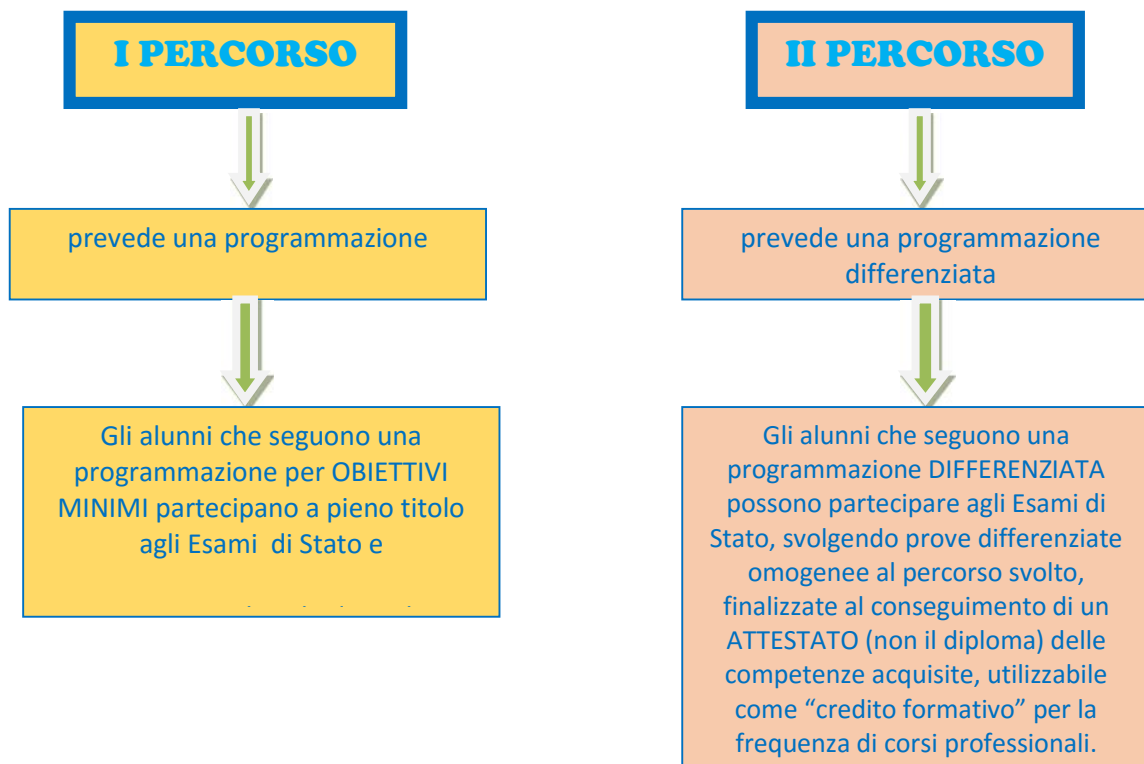 I PERCORSO
prevede una programmazione
Gli alunni che seguono una
programmazione per OBIETTIVI
MINIMI partecipano a pieno titolo
agli Esami di Stato e
II PERCORSO
prevede una programmazione
differenziata
Gli alunni che seguono una
programmazione DIFFERENZIATA
possono partecipare agli Esami di
Stato, svolgendo prove differenziate
omogenee al percorso svolto,
finalizzate al conseguimento di un
ATTESTATO (non il diploma) delle
competenze acquisite, utilizzabile
come “credito formativo” per la
frequenza di corsi professionali.